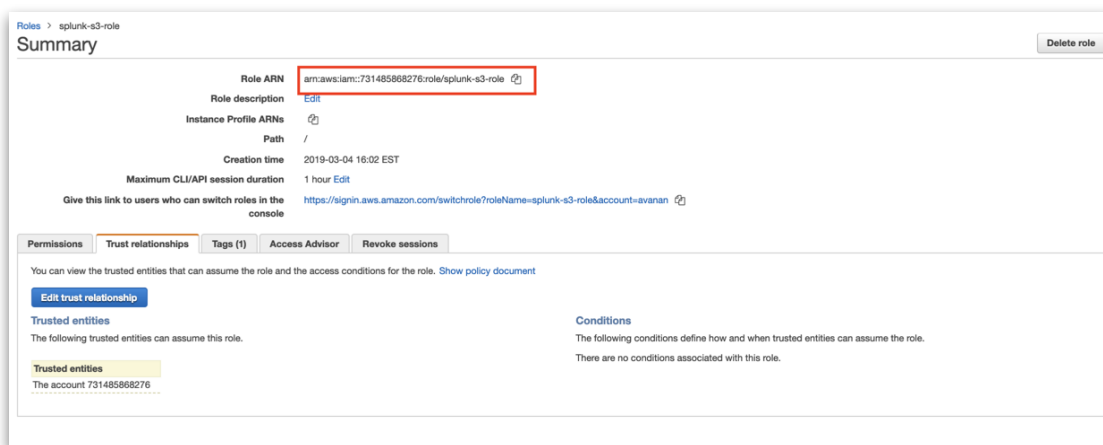 Roles > splunk-s3-role
Summary
Delete role
Role ARN arn:aws:iam::731485868276:role/splunk-s3-role
Role description Edit
Instance Profile ARNs
Path /
Creation time 2019-03-04 16:02 EST
Maximum CLI/API session duration 1 hour Edit
Give this link to users who can switch roles in the https://signin.aws.amazon.com/switchrole?roleName=splunk-s3-role&account=avanan
console
Permissions Trust relationships Tags (1) Access Advisor Revoke sessions
You can view the trusted entities that can assume the role and the access conditions for the role. Show policy document
Edit trust relationship
Trusted entities
The following trusted entities can assume this role.
Trusted entities
The account 731485868276
Conditions
The following conditions define how and when trusted entities can assume the role.
There are no conditions associated with this role.